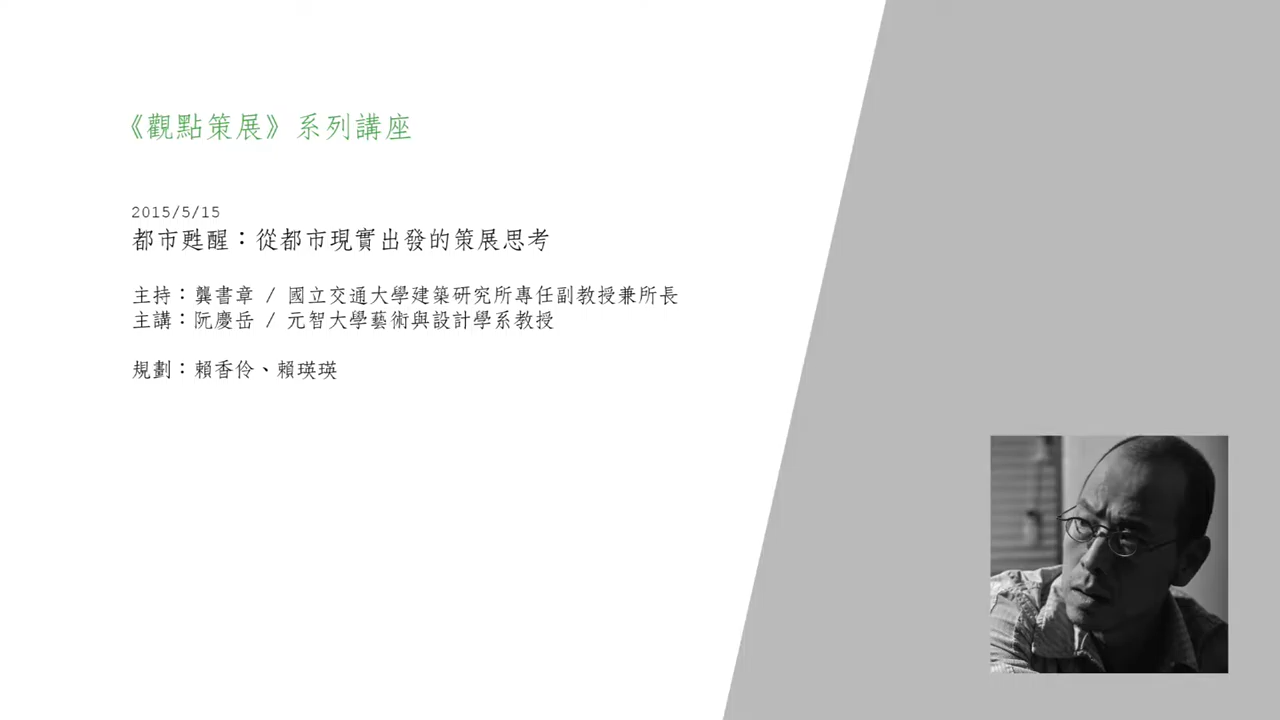 《觀點策展》系列講座
2015/5/15
都市甦醒：從都市現實出發的策展思考
主持：龔書章 / 國立交通大學建築研究所專任副教授兼所長
主講：阮慶岳 / 元智大學藝術與設計學系教授
規劃：賴香伶、賴瑛瑛